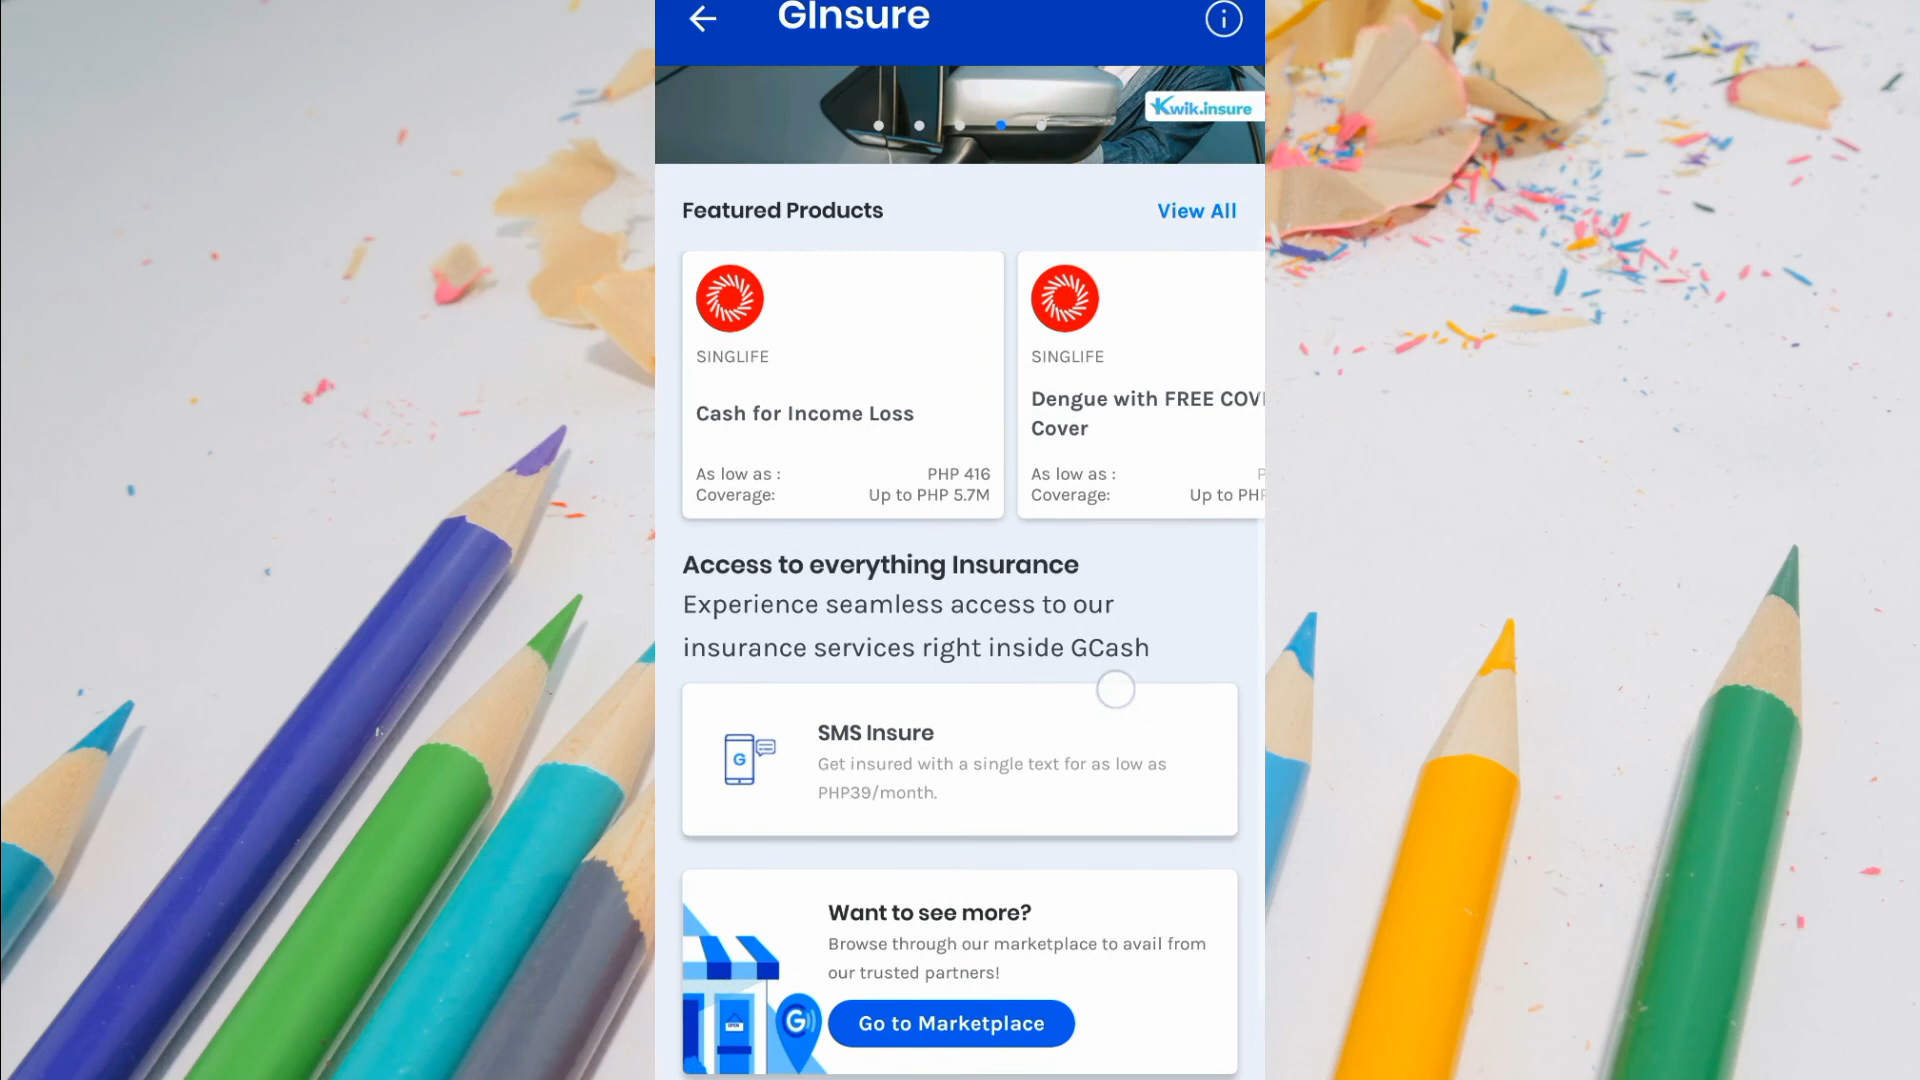 GInsure
Kwik.insure
Featured Products
View All
SINGLIFE
Cash for Income Loss
As low as :
PHP 416
Coverage:
Up to PHP 5.7M
SINGLIFE
Dengue with FREE
Cover
As low as :
Coverage:
Up to
Access to everything Insurance
Experience seamless access to our
insurance services right inside GCash
SMS Insure
Get insured with a single text for as low as
PHP39/month.
Want to see more?
Browse through our marketplace to avail from
our trusted partners!
Go to Marketplace
OPEN
G
G